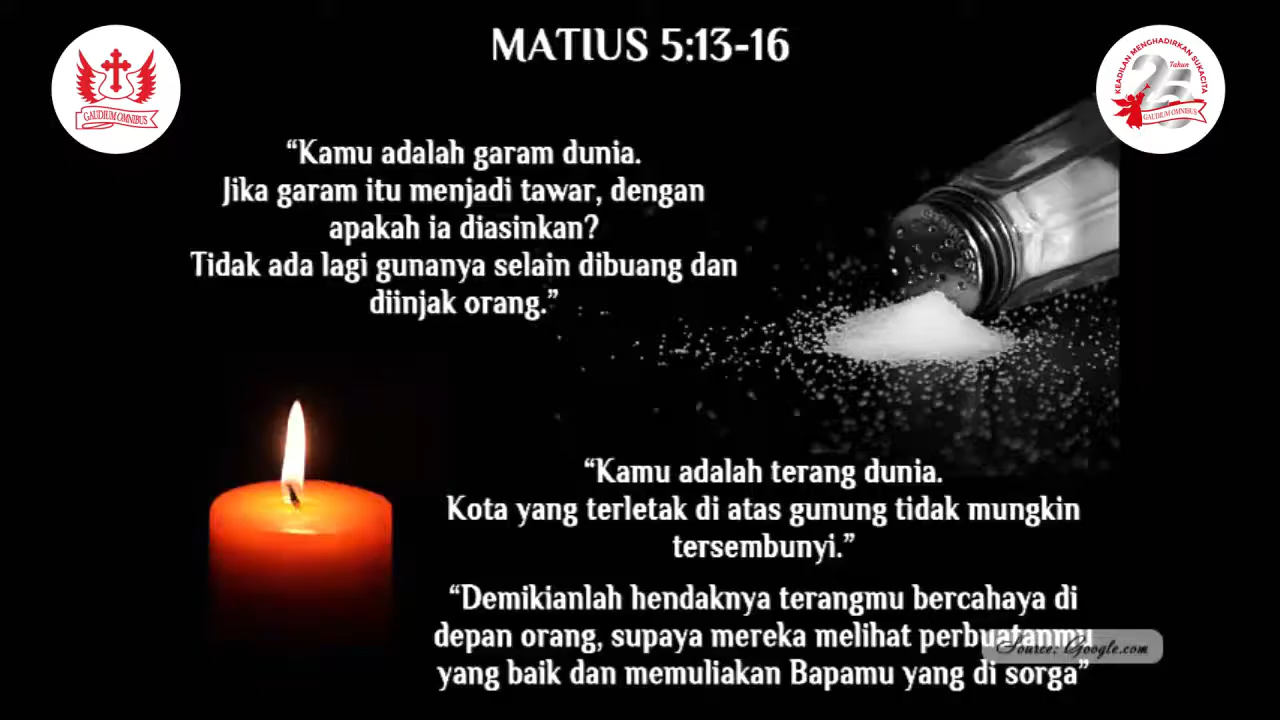 MATIUS 5:13-16
GAUDIUM OMNIBUS
KEADILAN MENGHADIRKAN SUKACITA
25
Tahun
GAUDIUM OMNIBUS
“Kamu adalah garam dunia.
Jika garam itu menjadi tawar, dengan
apakah ia diasinkan?
Tidak ada lagi gunanya selain dibuang dan
diinjak orang.”
“Kamu adalah terang dunia.
Kota yang terletak di atas gunung tidak mungkin
tersembunyi.”
“Demikianlah hendaknya terangmu bercahaya di
depan orang, supaya mereka melihat perbuatanmu
Source: Google.com
yang baik dan memuliakan Bapamu yang di sorga”